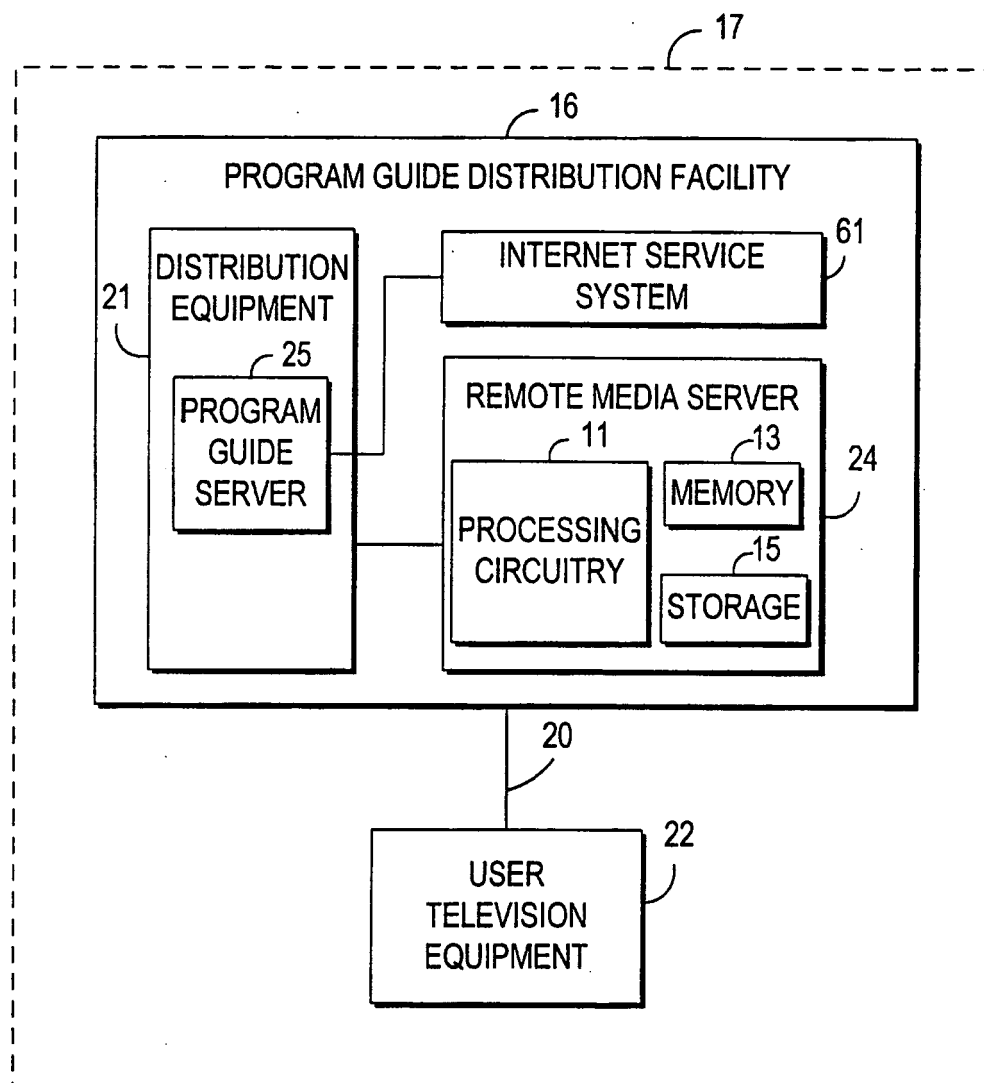 17
16
PROGRAM GUIDE DISTRIBUTION FACILITY
DISTRIBUTION
EQUIPMENT
21
25
PROGRAM
GUIDE
SERVER
INTERNET SERVICE
SYSTEM
61
REMOTE MEDIA SERVER
11
PROCESSING
CIRCUITRY
13
MEMORY
15
STORAGE
24
20
USER
TELEVISION
EQUIPMENT
22